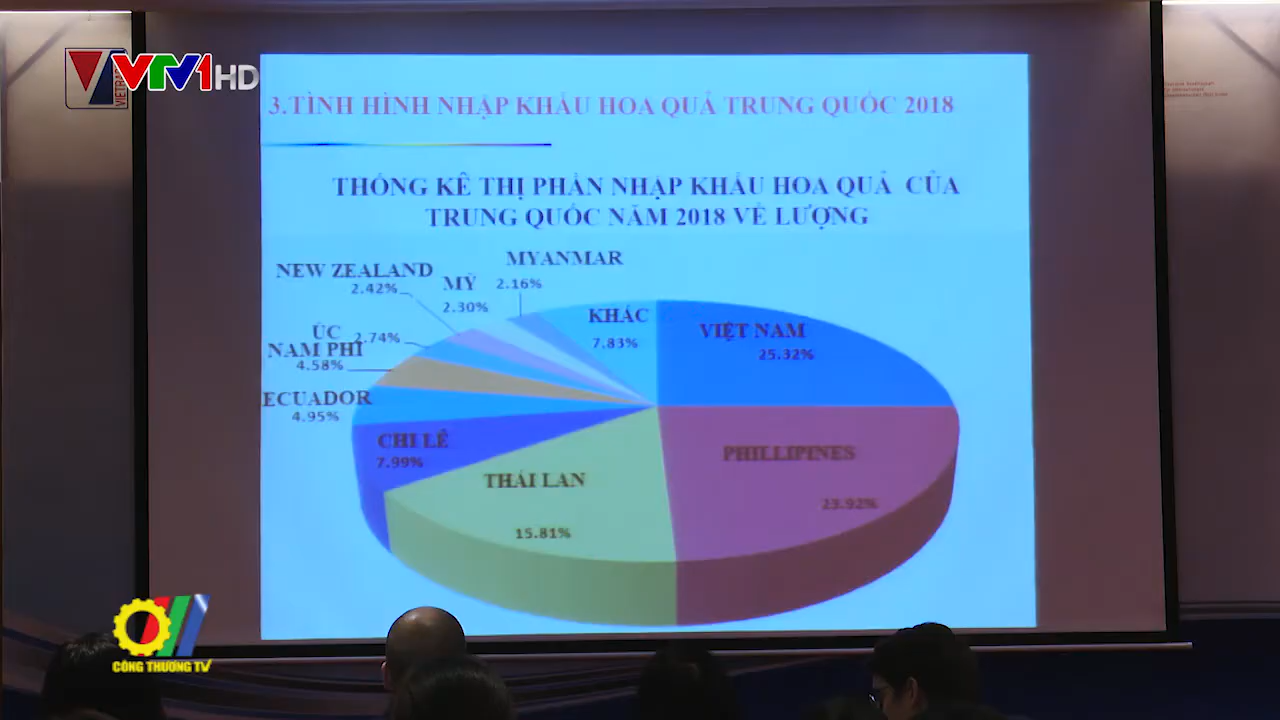 VIETRADE
VTV1 HD
3.TÌNH HÌNH NHẬP KHẨU HOA QUẢ TRUNG QUỐC 2018
THỐNG KÊ THỊ PHẦN NHẬP KHẨU HOA QUẢ CỦA
TRUNG QUỐC NĂM 2018 VỀ LƯỢNG
MYANMAR
2.16%
NEW ZEALAND
2.42%
MỸ
2.30%
KHÁC
7.83%
VIỆT NAM
25.32%
ÚC
2.74%
NAM PHI
4.58%
ECUADOR
4.95%
CHI LÊ
7.99%
PHILLIPINES
23.92%
THÁI LAN
15.81%
CÔNG THƯƠNG TV